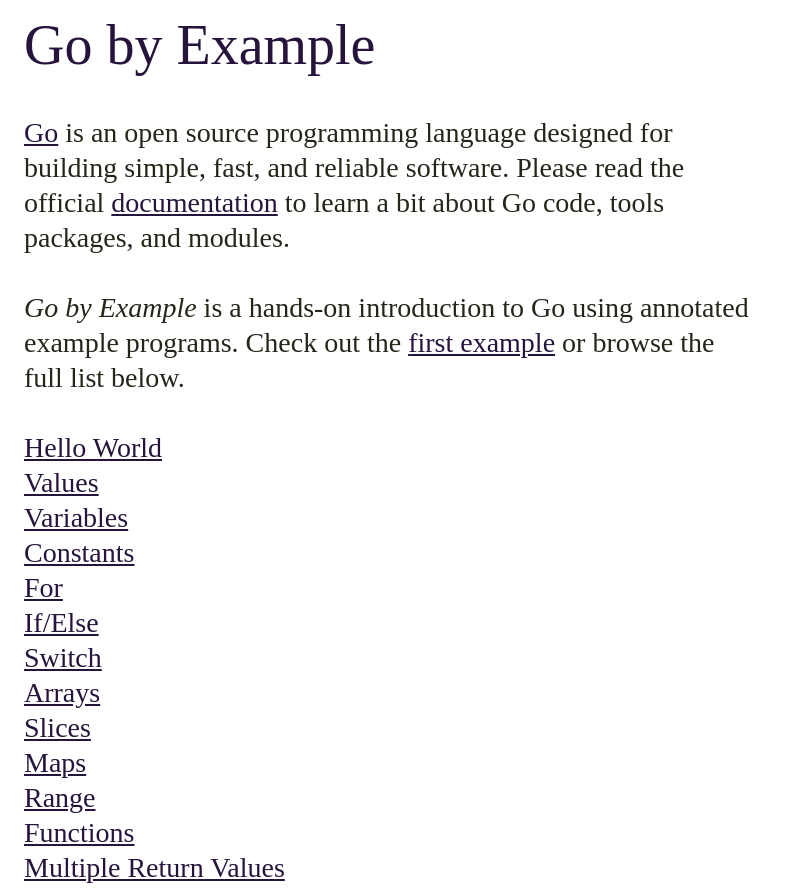 Go by Example
Go is an open source programming language designed for
building simple, fast, and reliable software. Please read the
official documentation to learn a bit about Go code, tools
packages, and modules.
Go by Example is a hands-on introduction to Go using annotated
example programs. Check out the first example or browse the
full list below.
Hello World
Values
Variables
Constants
For
If/Else
Switch
Arrays
Slices
Maps
Range
Functions
Multiple Return Values